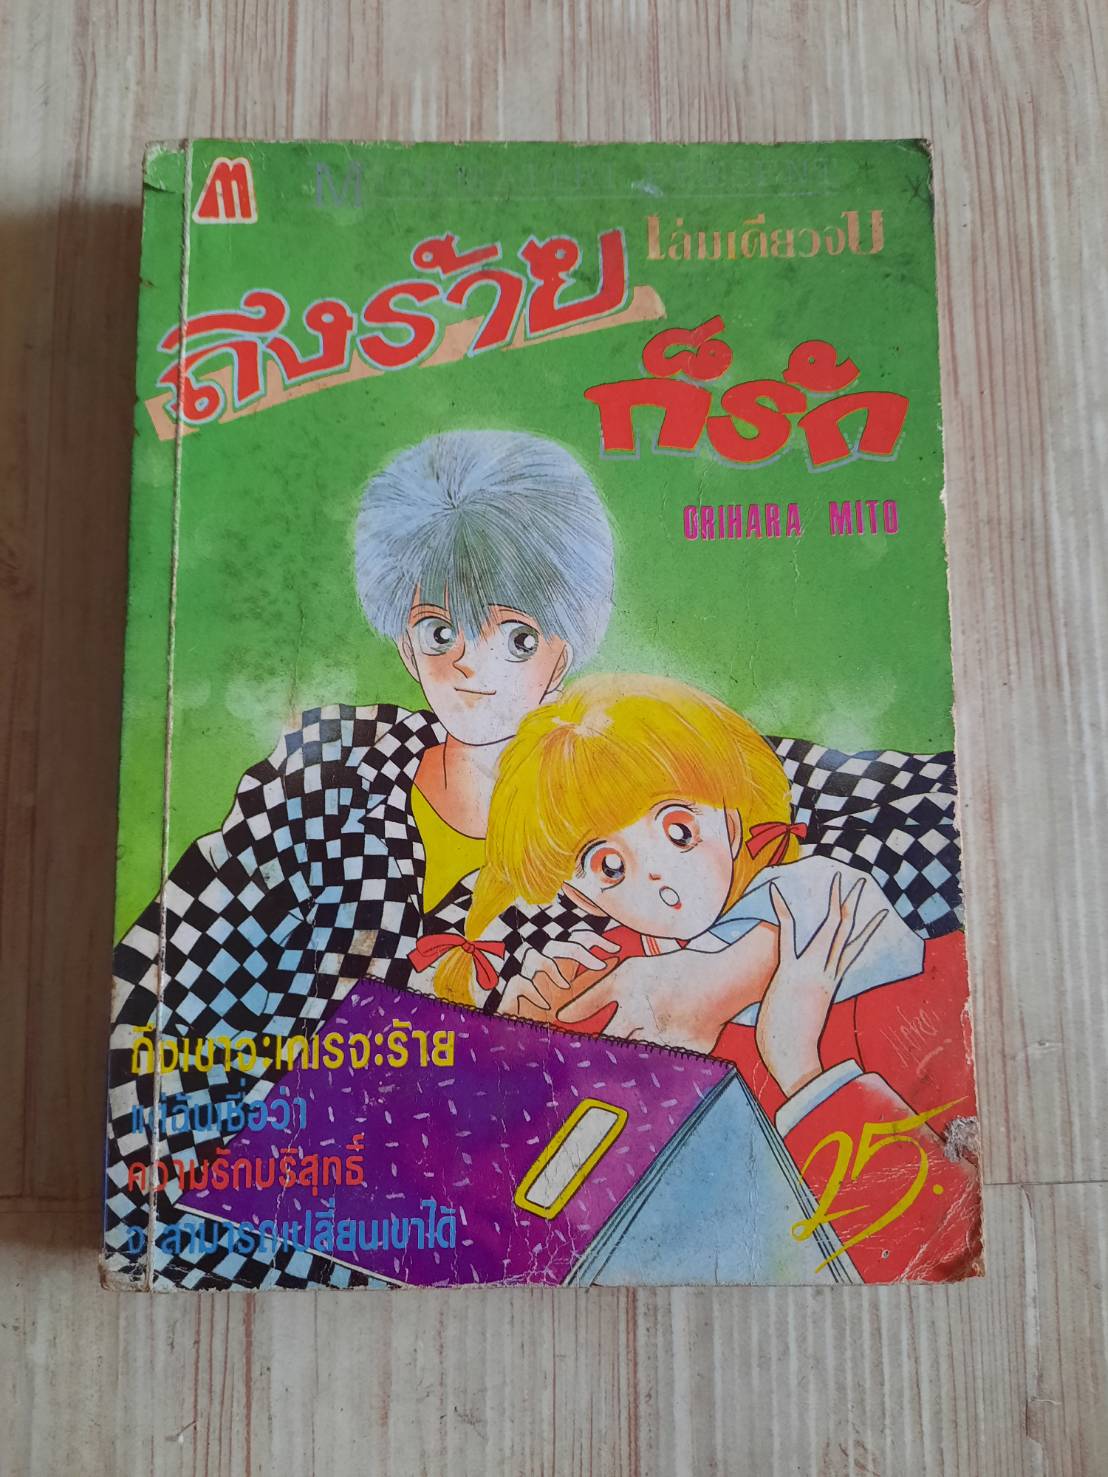 M
เล่มเดียวจบ
ถึงร้าย
ก็รัก
ORIHARA MITO
ถึงเขาจะเกเรจะร้าย
แต่ฉันเชื่อว่า
ความรักบริสุทธิ์
จะสามารถเปลี่ยนเขาได้
25.